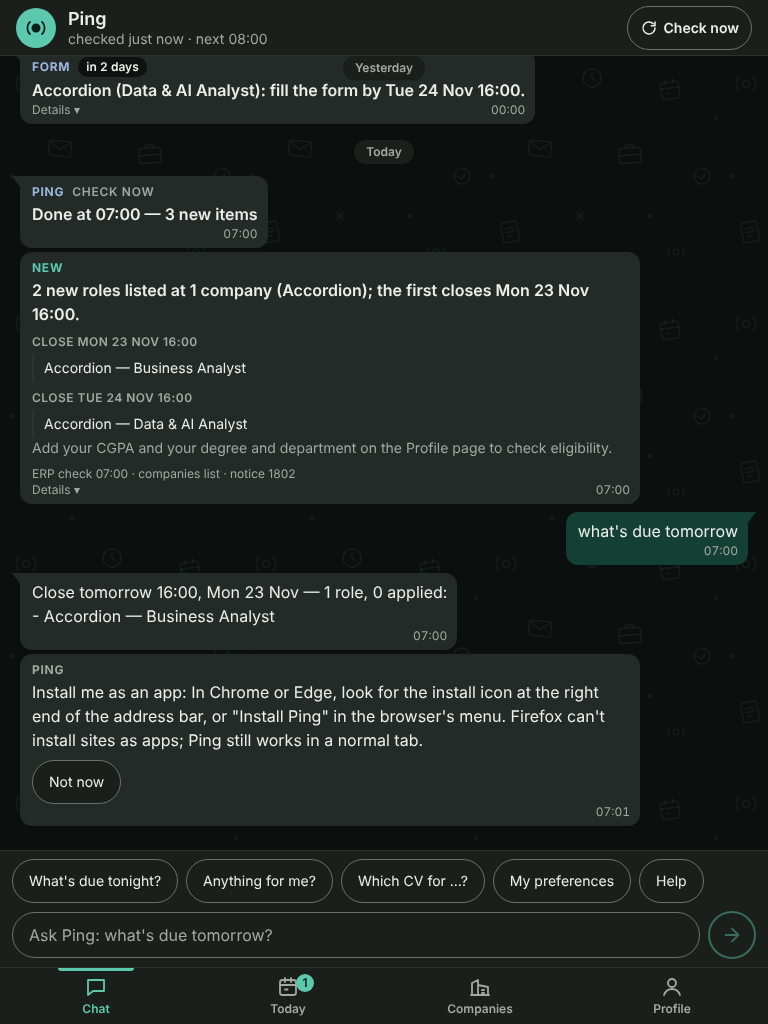 Ping
checked just now · next 08:00
Check now
FORM in 2 days
Yesterday
Accordion (Data & AI Analyst): fill the form by Tue 24 Nov 16:00.
Details ▾ 00:00
Today
PING CHECK NOW
Done at 07:00 — 3 new items
07:00
NEW
2 new roles listed at 1 company (Accordion); the first closes Mon 23 Nov
16:00.
CLOSE MON 23 NOV 16:00
Accordion — Business Analyst
CLOSE TUE 24 NOV 16:00
Accordion — Data & AI Analyst
Add your CGPA and your degree and department on the Profile page to check eligibility.
ERP check 07:00 · companies list · notice 1802
Details ▾ 07:00
what's due tomorrow
07:00
Close tomorrow 16:00, Mon 23 Nov — 1 role, 0 applied:
- Accordion — Business Analyst
07:00
PING
Install me as an app: In Chrome or Edge, look for the install icon at the right
end of the address bar, or "Install Ping" in the browser's menu. Firefox can't
install sites as apps; Ping still works in a normal tab.
Not now
07:01
What's due tonight? Anything for me? Which CV for ...? My preferences Help
Ask Ping: what's due tomorrow?
1
Chat Today Companies Profile